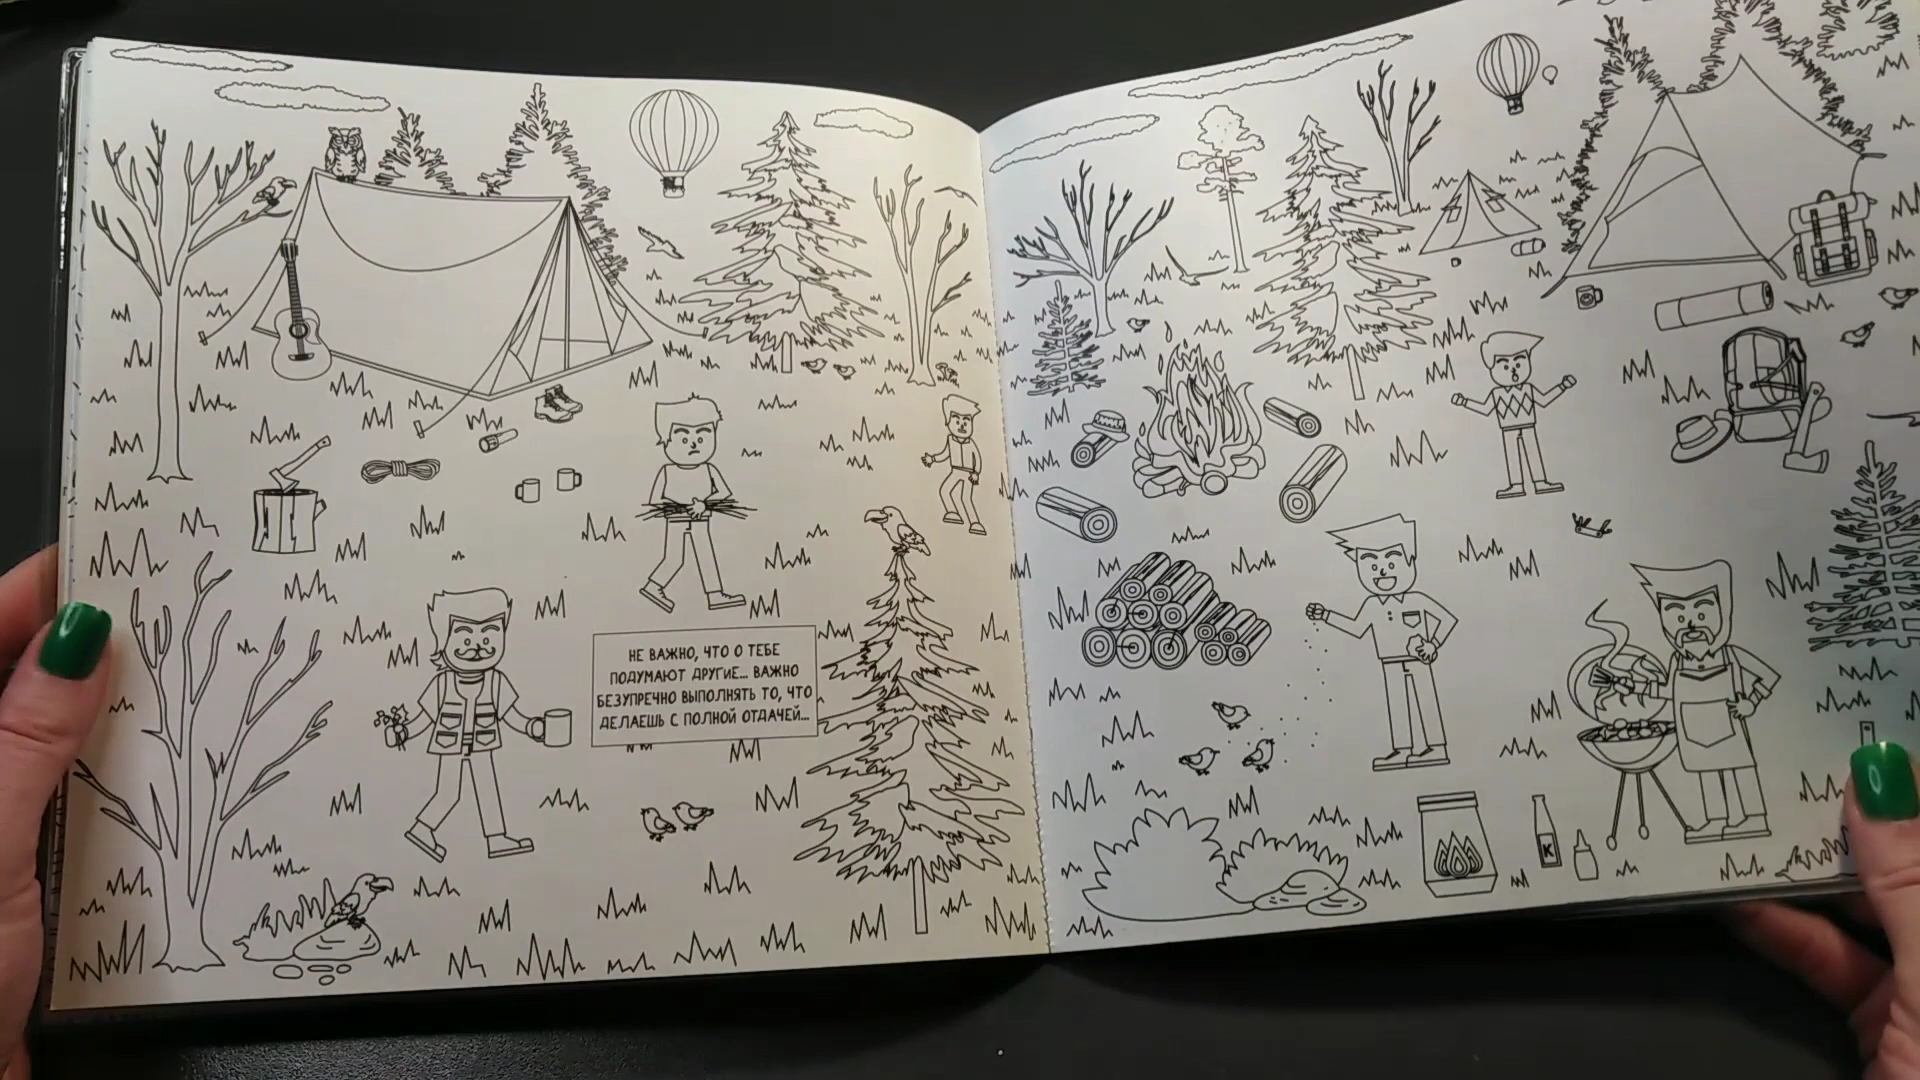 НЕ ВАЖНО, ЧТО О ТЕБЕ
ПОДУМАЮТ ДРУГИЕ... ВАЖНО
БЕЗУПРЕЧНО ВЫПОЛНЯТЬ ТО, ЧТО
ДЕЛАЕШЬ С ПОЛНОЙ ОТДАЧЕЙ...
K